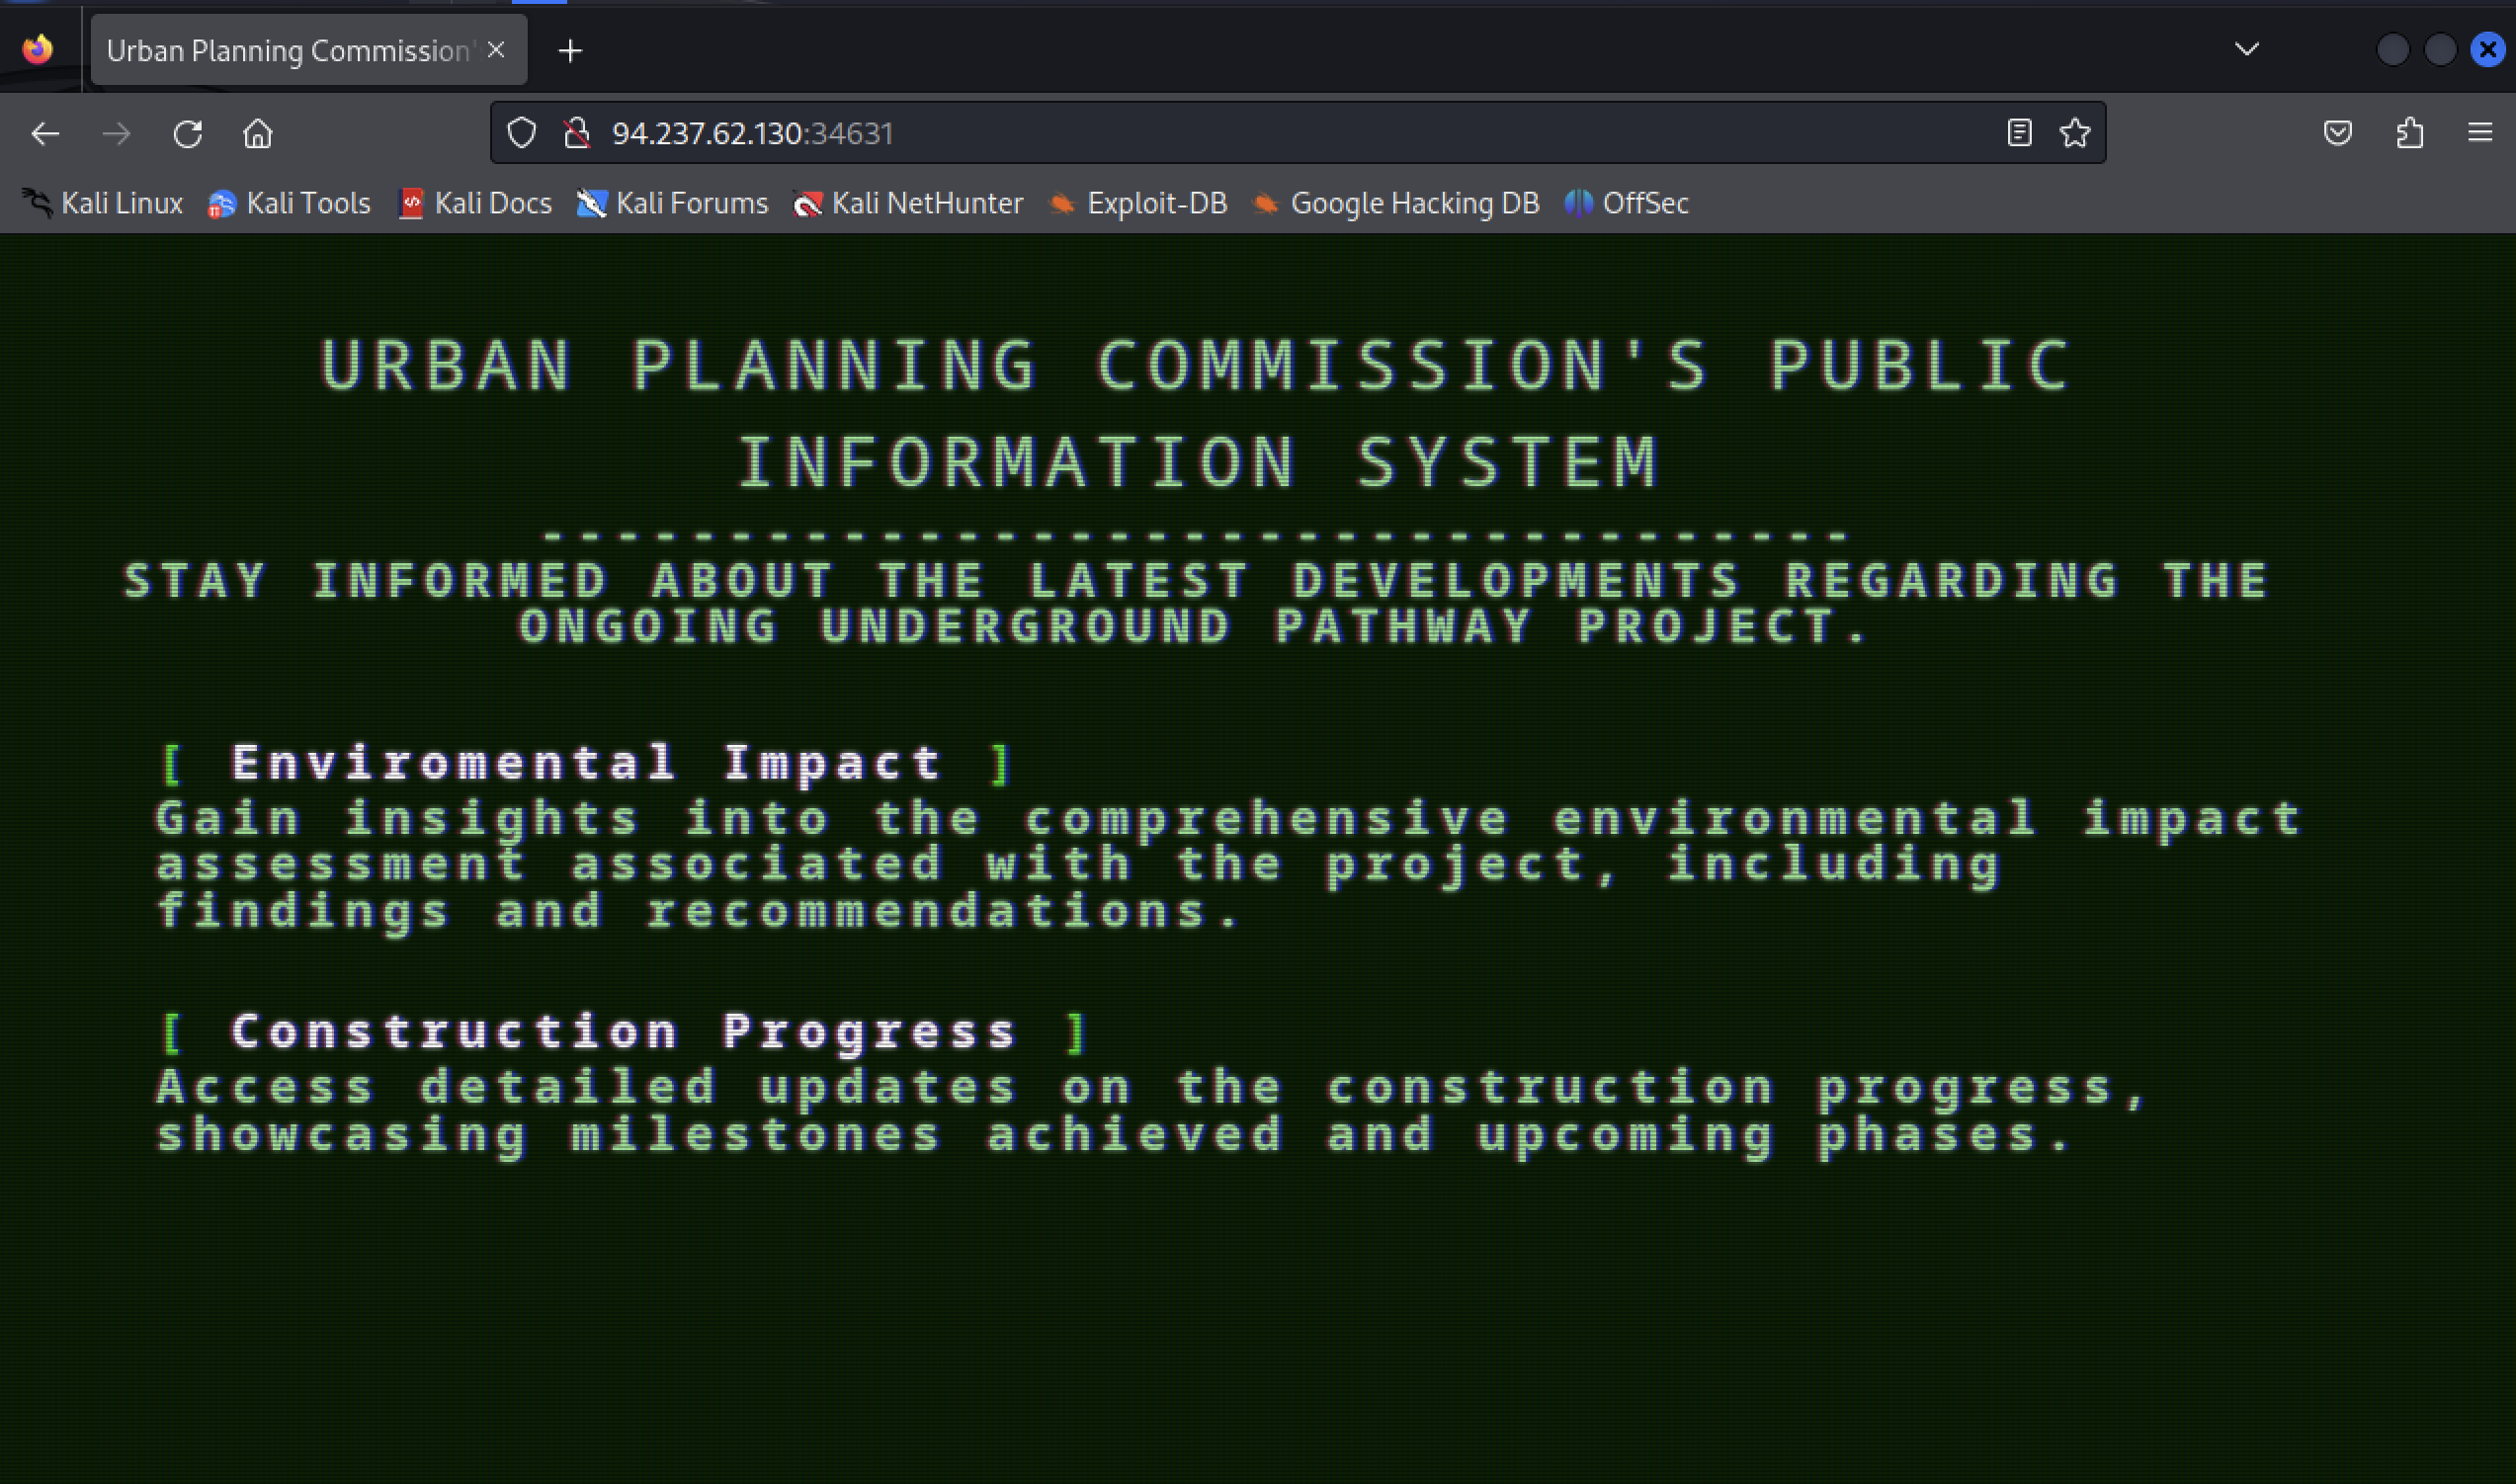 Urban Planning Commission'
94.237.62.130:34631
Kali Linux Kali Tools Kali Docs Kali Forums Kali NetHunter Exploit-DB Google Hacking DB OffSec
URBAN PLANNING COMMISSION'S PUBLIC
INFORMATION SYSTEM
-----------------------------------
STAY INFORMED ABOUT THE LATEST DEVELOPMENTS REGARDING THE
ONGOING UNDERGROUND PATHWAY PROJECT.
[ Enviromental Impact ]
Gain insights into the comprehensive environmental impact
assessment associated with the project, including
findings and recommendations.
[ Construction Progress ]
Access detailed updates on the construction progress,
showcasing milestones achieved and upcoming phases.